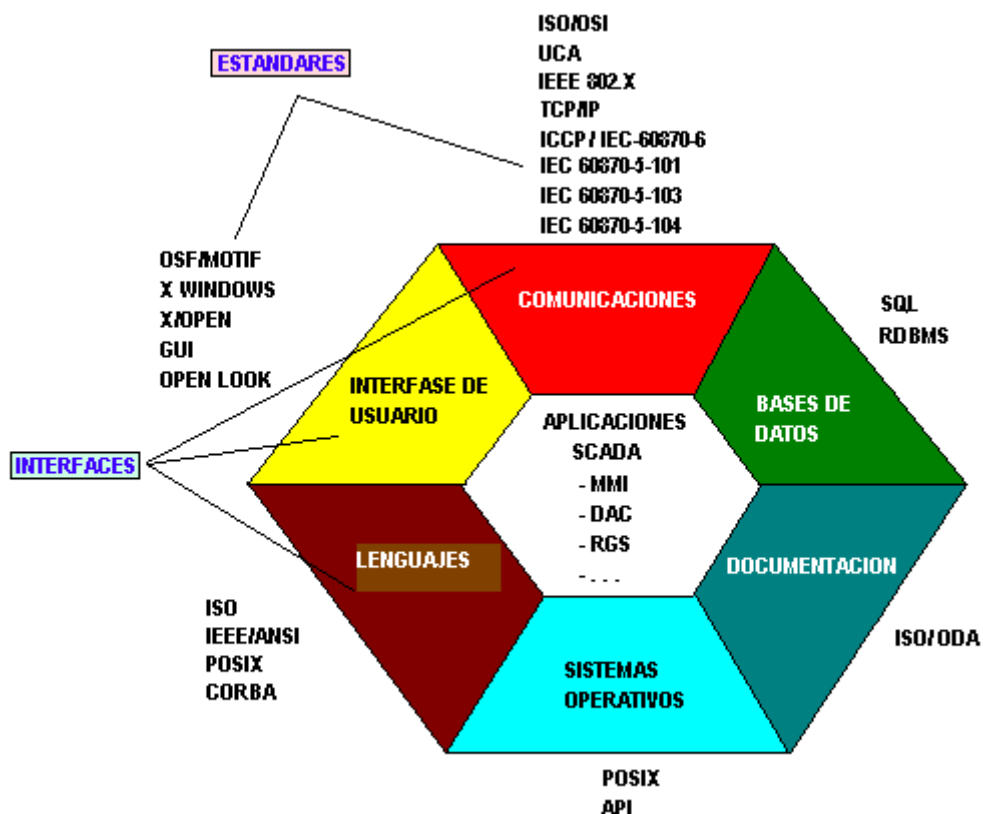 ESTANDARES
ISO/OSI
UCA
IEEE 802.X
TCP/IP
ICCP / IEC-60870-6
IEC 60870-5-101
IEC 60870-5-103
IEC 60870-5-104
OSF/MOTIF
X WINDOWS
X/OPEN
GUI
OPEN LOOK
COMUNICACIONES
SQL
RDBMS
INTERFASE DE
USUARIO
BASES DE
DATOS
APLICACIONES
SCADA
- MMI
- DAC
- RGS
- . . .
INTERFACES
LENGUAJES
DOCUMENTACION
ISO
IEEE/ANSI
POSIX
CORBA
ISO/ODA
SISTEMAS
OPERATIVOS
POSIX
API